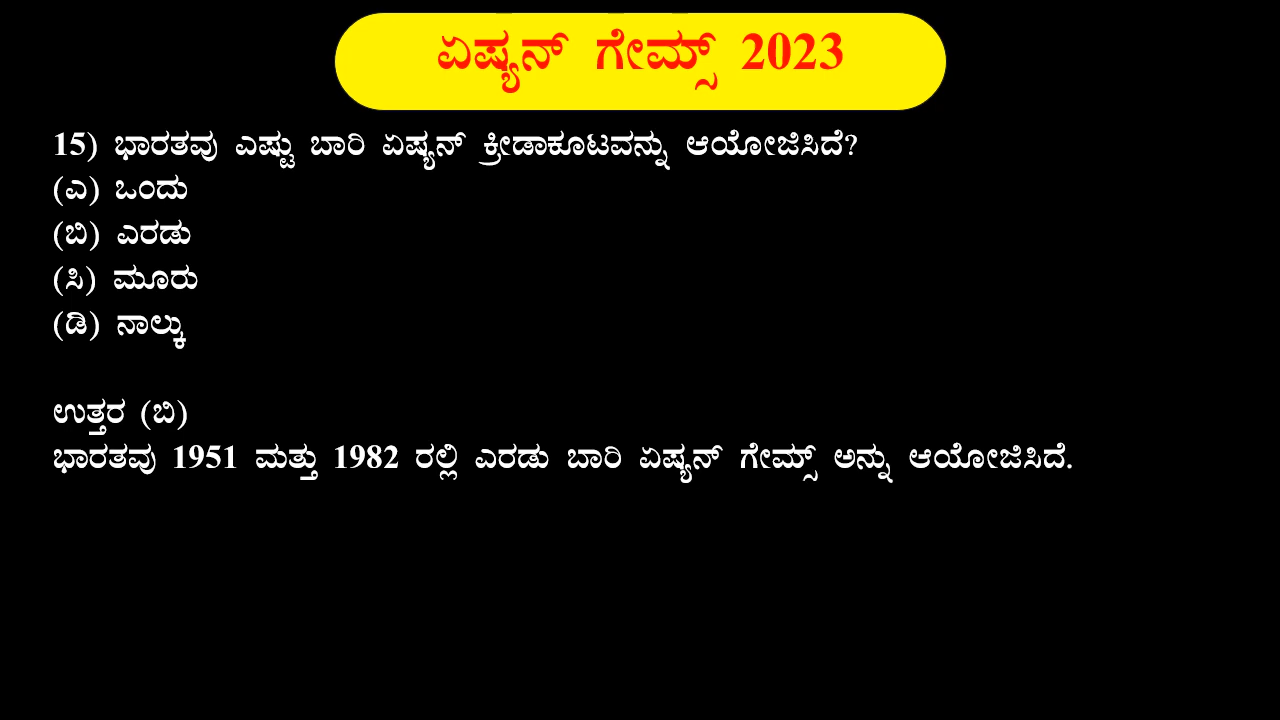 ಏಷ್ಯನ್ ಗೇಮ್ಸ್ 2023
15) ಭಾರತವು ಎಷ್ಟು ಬಾರಿ ಏಷ್ಯನ್ ಕ್ರೀಡಾಕೂಟವನ್ನು ಆಯೋಜಿಸಿದೆ?
(ಎ) ಒಂದು
(ಬಿ) ಎರಡು
(ಸಿ) ಮೂರು
(ಡಿ) ನಾಲ್ಕು
ಉತ್ತರ (ಬಿ)
ಭಾರತವು 1951 ಮತ್ತು 1982 ರಲ್ಲಿ ಎರಡು ಬಾರಿ ಏಷ್ಯನ್ ಗೇಮ್ಸ್ ಅನ್ನು ಆಯೋಜಿಸಿದೆ.